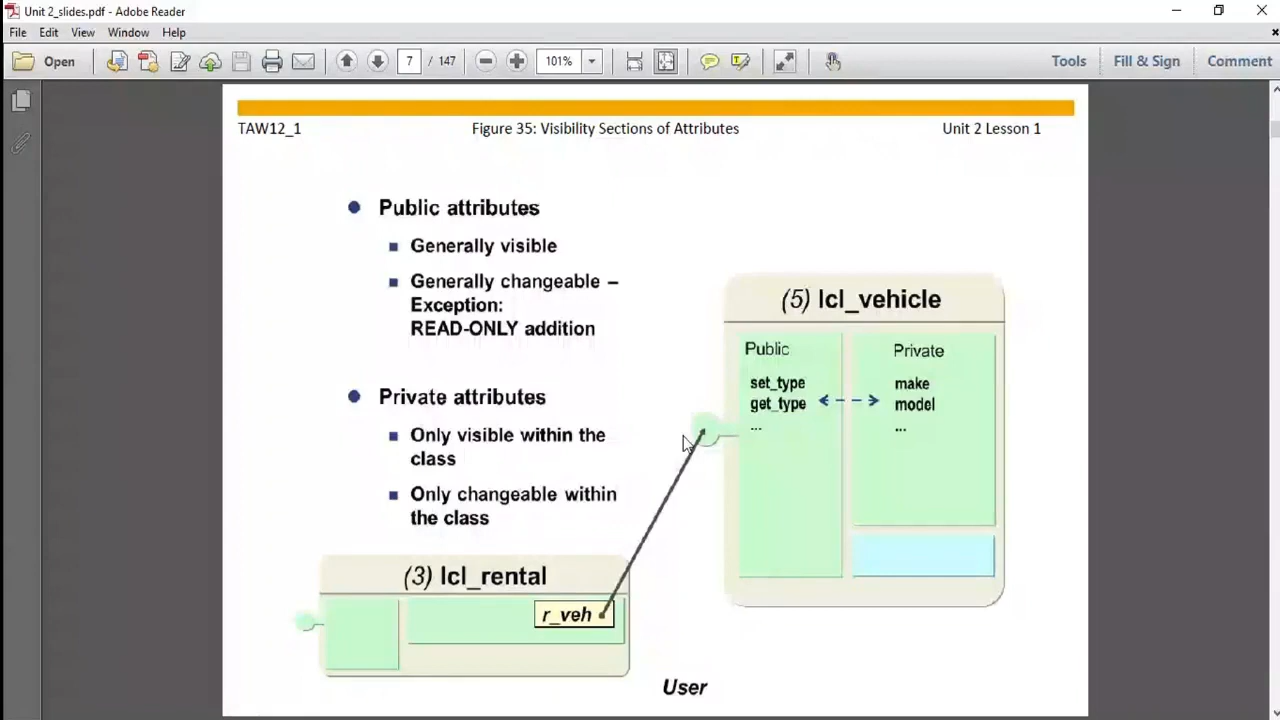 Unit 2_slides.pdf - Adobe Reader
File Edit View Window Help
Open 7 / 147 101% Tools Fill & Sign Comment
TAW12_1 Figure 35: Visibility Sections of Attributes Unit 2 Lesson 1
Public attributes
Generally visible
Generally changeable –
Exception:
READ-ONLY addition
Private attributes
Only visible within the
class
Only changeable within
the class
(5) lcl_vehicle
Public Private
set_type make
get_type model
... ...
(3) lcl_rental
r_veh
User